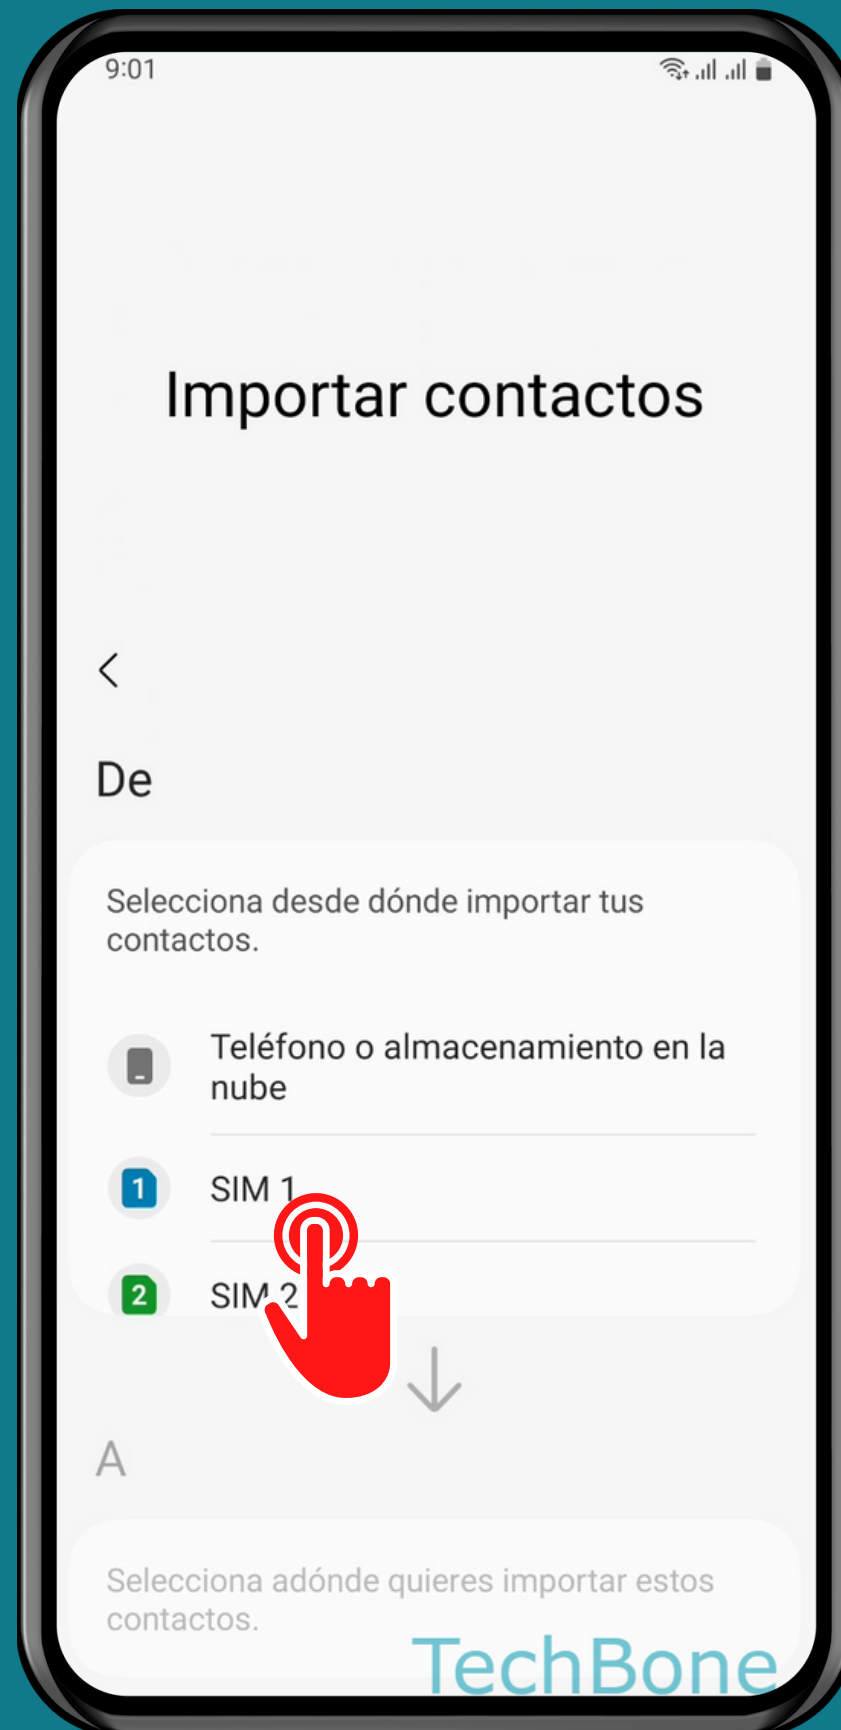 9:01
Importar contactos
De
Selecciona desde dónde importar tus
contactos.
Teléfono o almacenamiento en la
nube
1
SIM 1
2
SIM 2
A
Selecciona adónde quieres importar estos
contactos.
TechBone